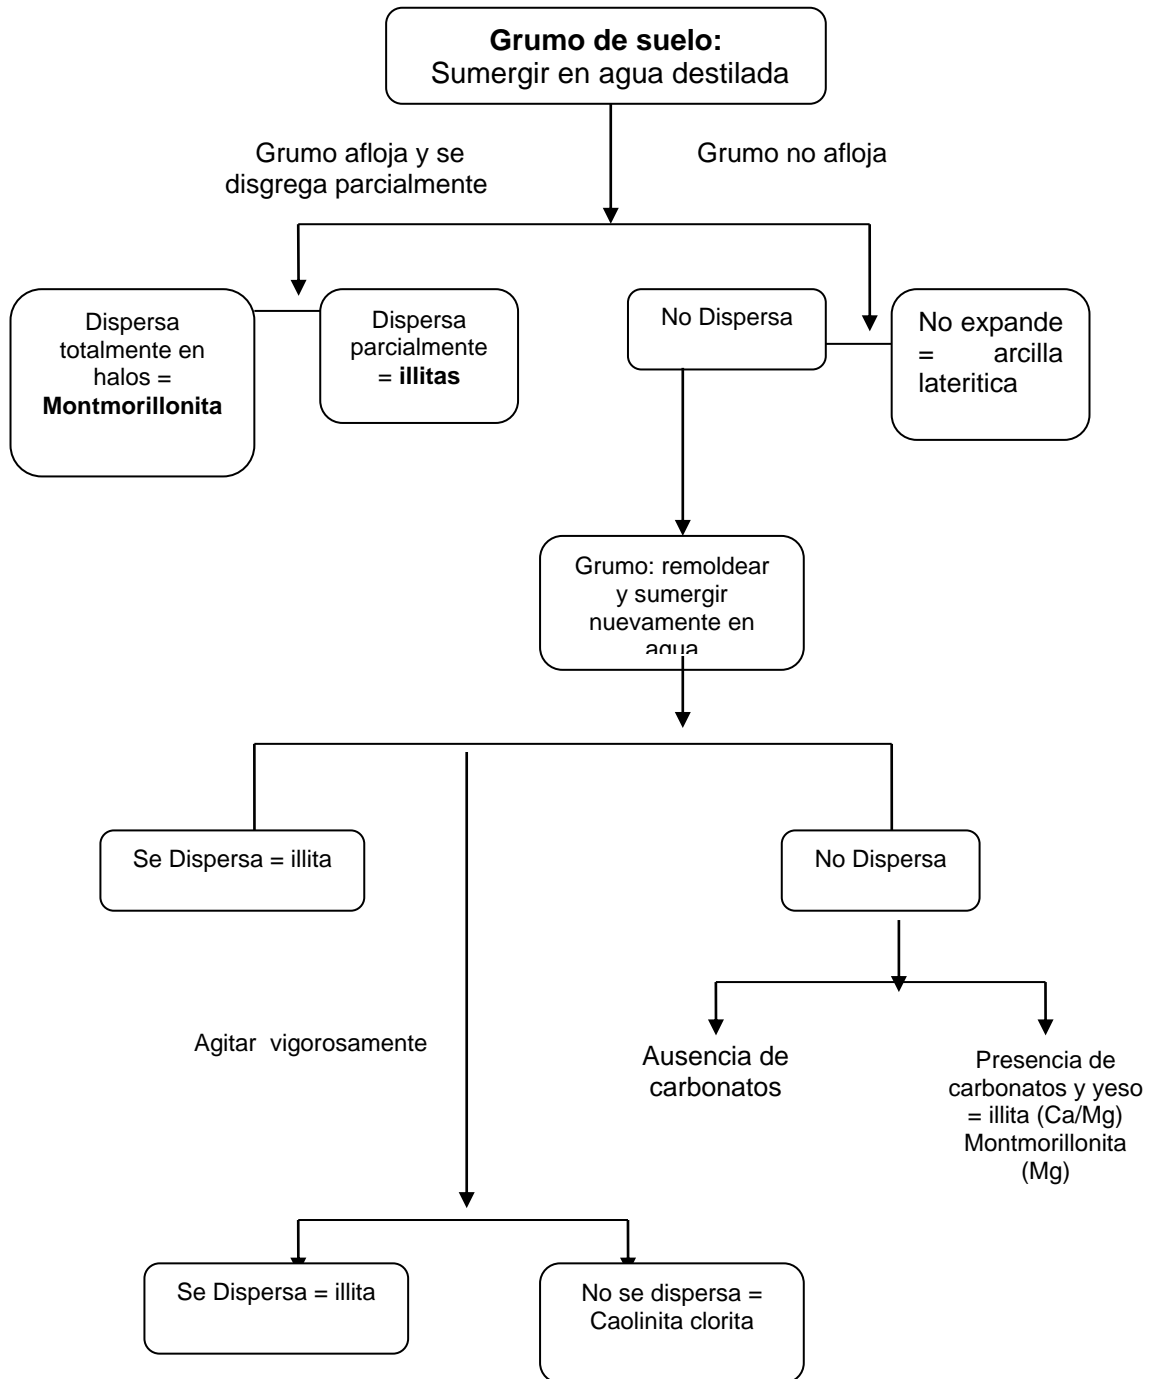 Grumo de suelo:
Sumergir en agua destilada
Grumo afloja y se
disgrega parcialmente
Grumo no afloja
Dispersa
totalmente en
halos =
Montmorillonita
Dispersa
parcialmente
= illitas
No Dispersa
No expande
= arcilla
lateritica
Grumo: remoldear
y sumergir
nuevamente en
agua
Se Dispersa = illita
No Dispersa
Agitar vigorosamente
Ausencia de
carbonatos
Presencia de
carbonatos y yeso
= illita (Ca/Mg)
Montmorillonita
(Mg)
Se Dispersa = illita
No se dispersa =
Caolinita clorita